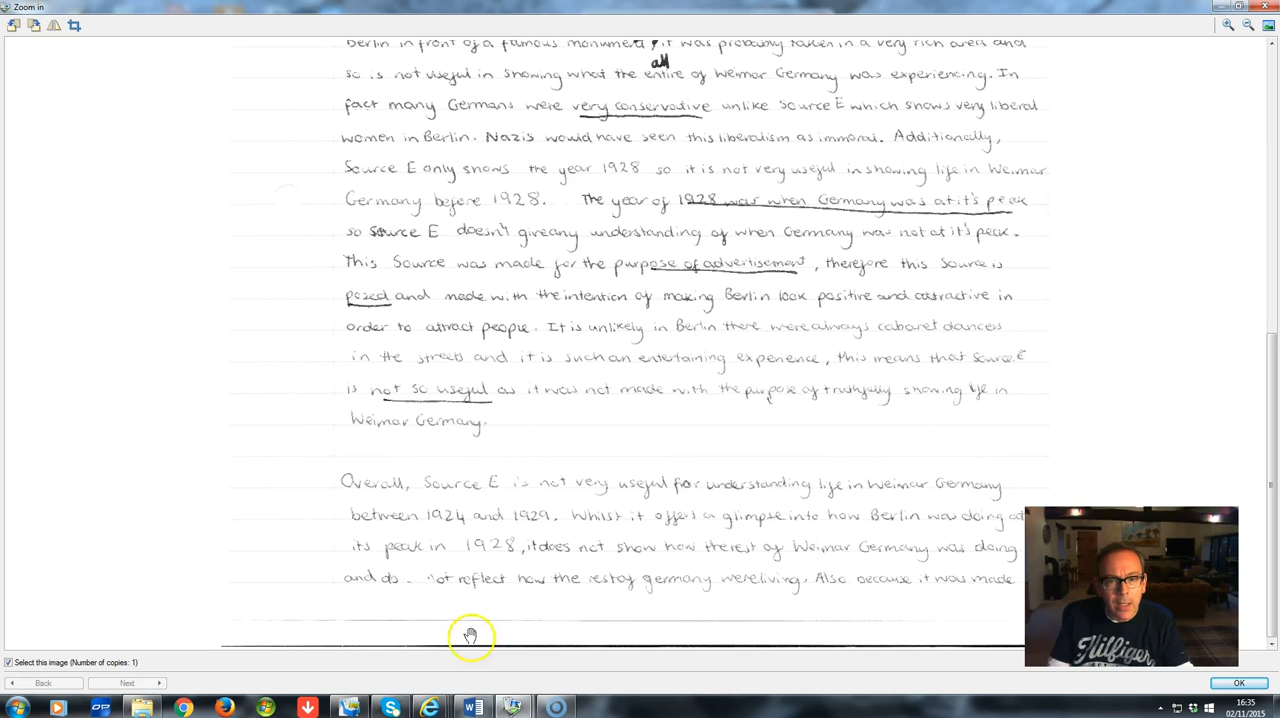 Zoom in
Berlin in front of a famous monument, it was probably taken in a very rich area and
all
so is not useful in showing what the entire of Weimar Germany was experiencing. In
fact many Germans were very conservative unlike Source E which shows very liberal
women in Berlin. Nazis would have seen this liberalism as immoral. Additionally,
Source E only shows the year 1928 so it is not very useful in showing life in Weimar
Germany before 1928. The year of 1928 was when Germany was at it's peak
so source E doesn't give any understanding of when Germany was not at it's peak.
This Source was made for the purpose of advertisement, therefore this source is
posed and made with the intention of making Berlin look positive and attractive in
order to attract people. It is unlikely in Berlin there were always cabaret dances
in the streets and it is such an entertaining experience, this means that source E
is not so useful as it was not made with the purpose of truthfully showing life in
Weimar Germany.
Overall, Source E is not very useful for understanding life in Weimar Germany
between 1924 and 1929. Whilst it offers a glimpse into how Berlin was doing at
its peak in 1928, it does not show how the rest of Weimar Germany was doing
and do not reflect how the rest of germany were living. Also because it was made
Hilfiger
Select this image (Number of copies: 1)
Back
Next
OK
16:35
02/11/2015